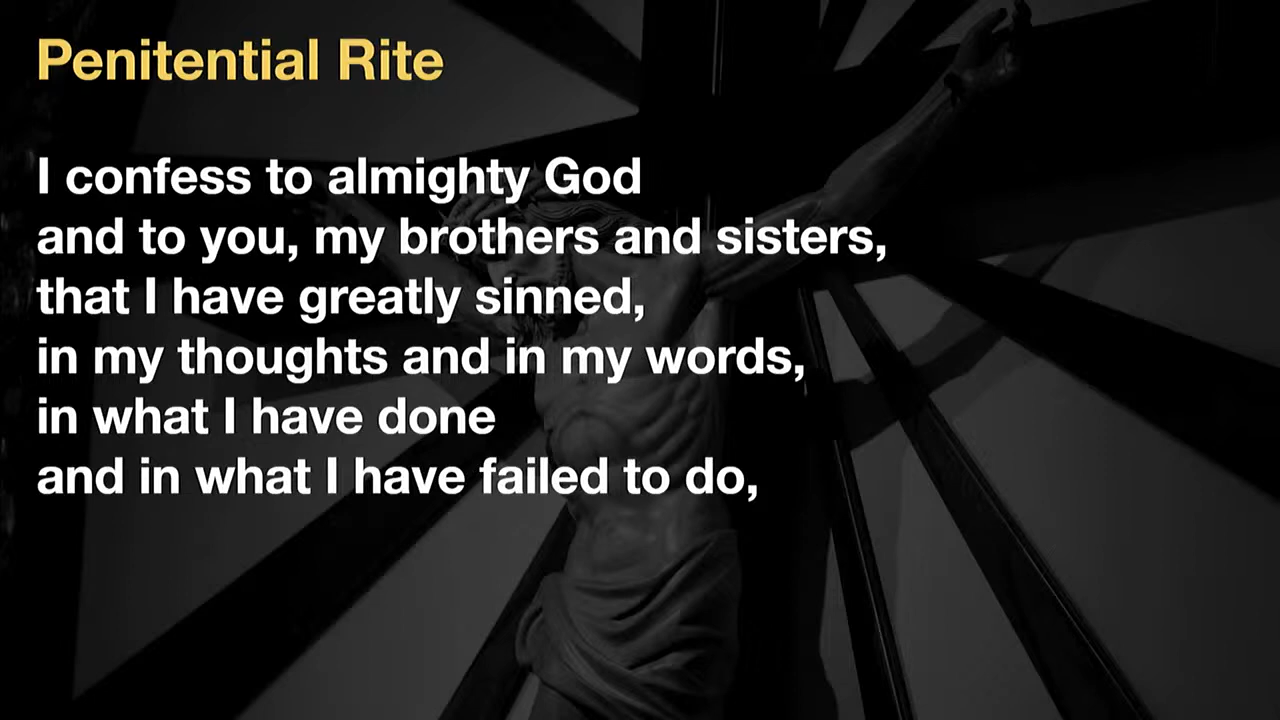 Penitential Rite
I confess to almighty God
and to you, my brothers and sisters,
that I have greatly sinned,
in my thoughts and in my words,
in what I have done
and in what I have failed to do,